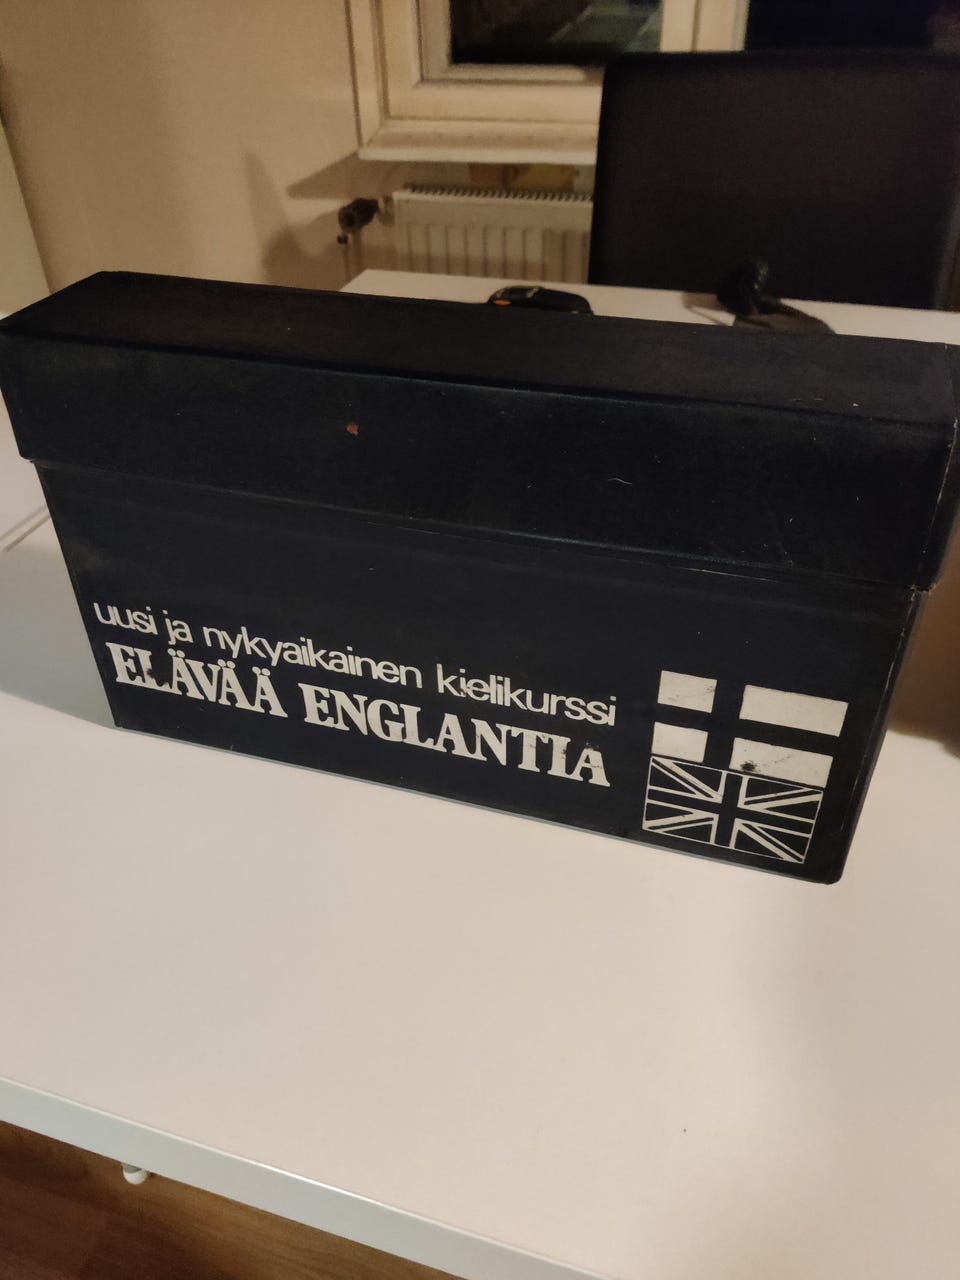 uusi ja nykyaikainen kielikurssi
ELÄVÄÄ ENGLANTIA